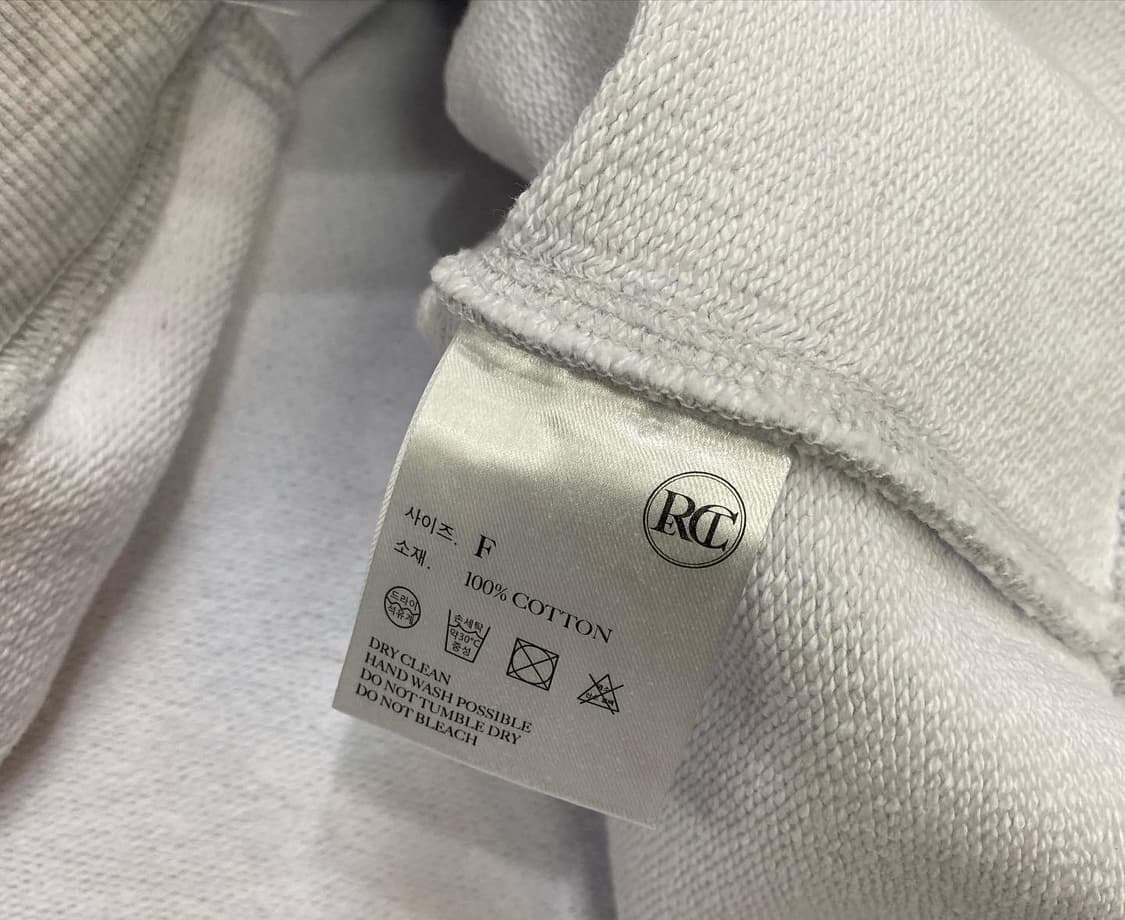 RCT
사이즈. F
소재. 100% COTTON
드라이
석유계
손세탁
약30℃
중성
DRY CLEAN
HAND WASH POSSIBLE
DO NOT TUMBLE DRY
DO NOT BLEACH